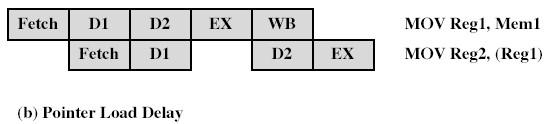 Fetch D1 D2 EX WB MOV Reg1, Mem1
Fetch D1 D2 EX MOV Reg2, (Reg1)
(b) Pointer Load Delay